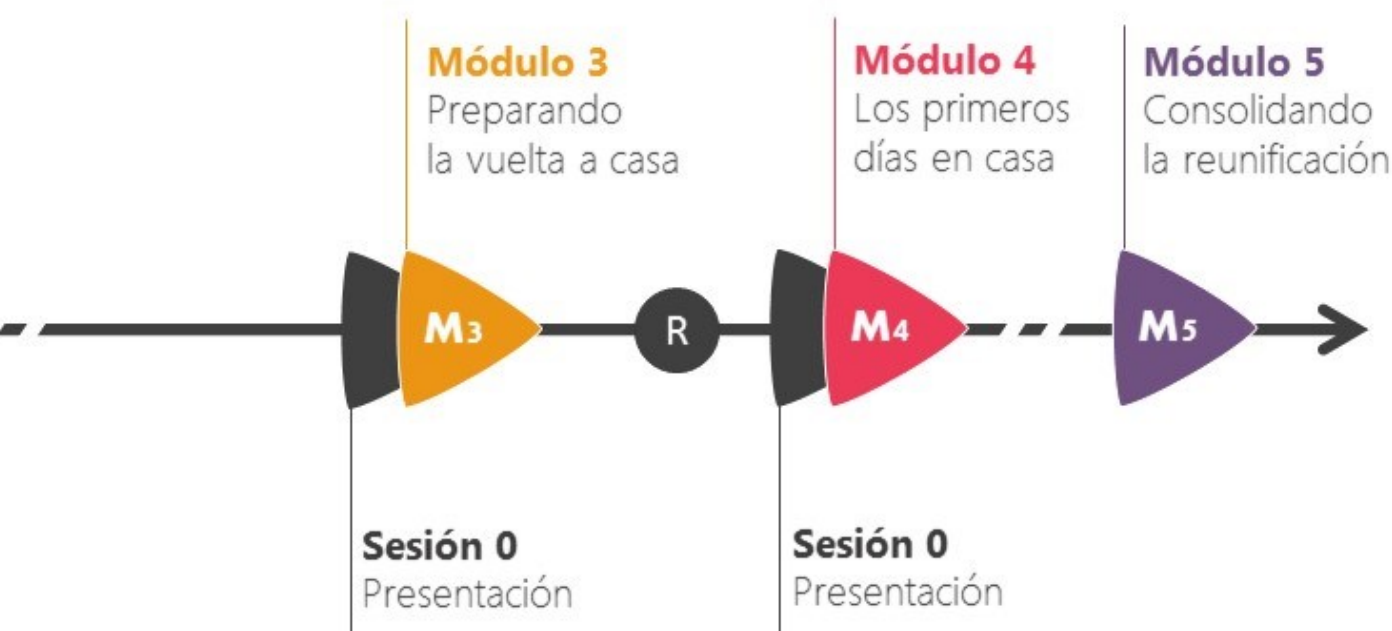 Módulo 3
Preparando
la vuelta a casa
Módulo 4
Los primeros
días en casa
Módulo 5
Consolidando
la reunificación
M3
R
M4
M5
Sesión 0
Presentación
Sesión 0
Presentación